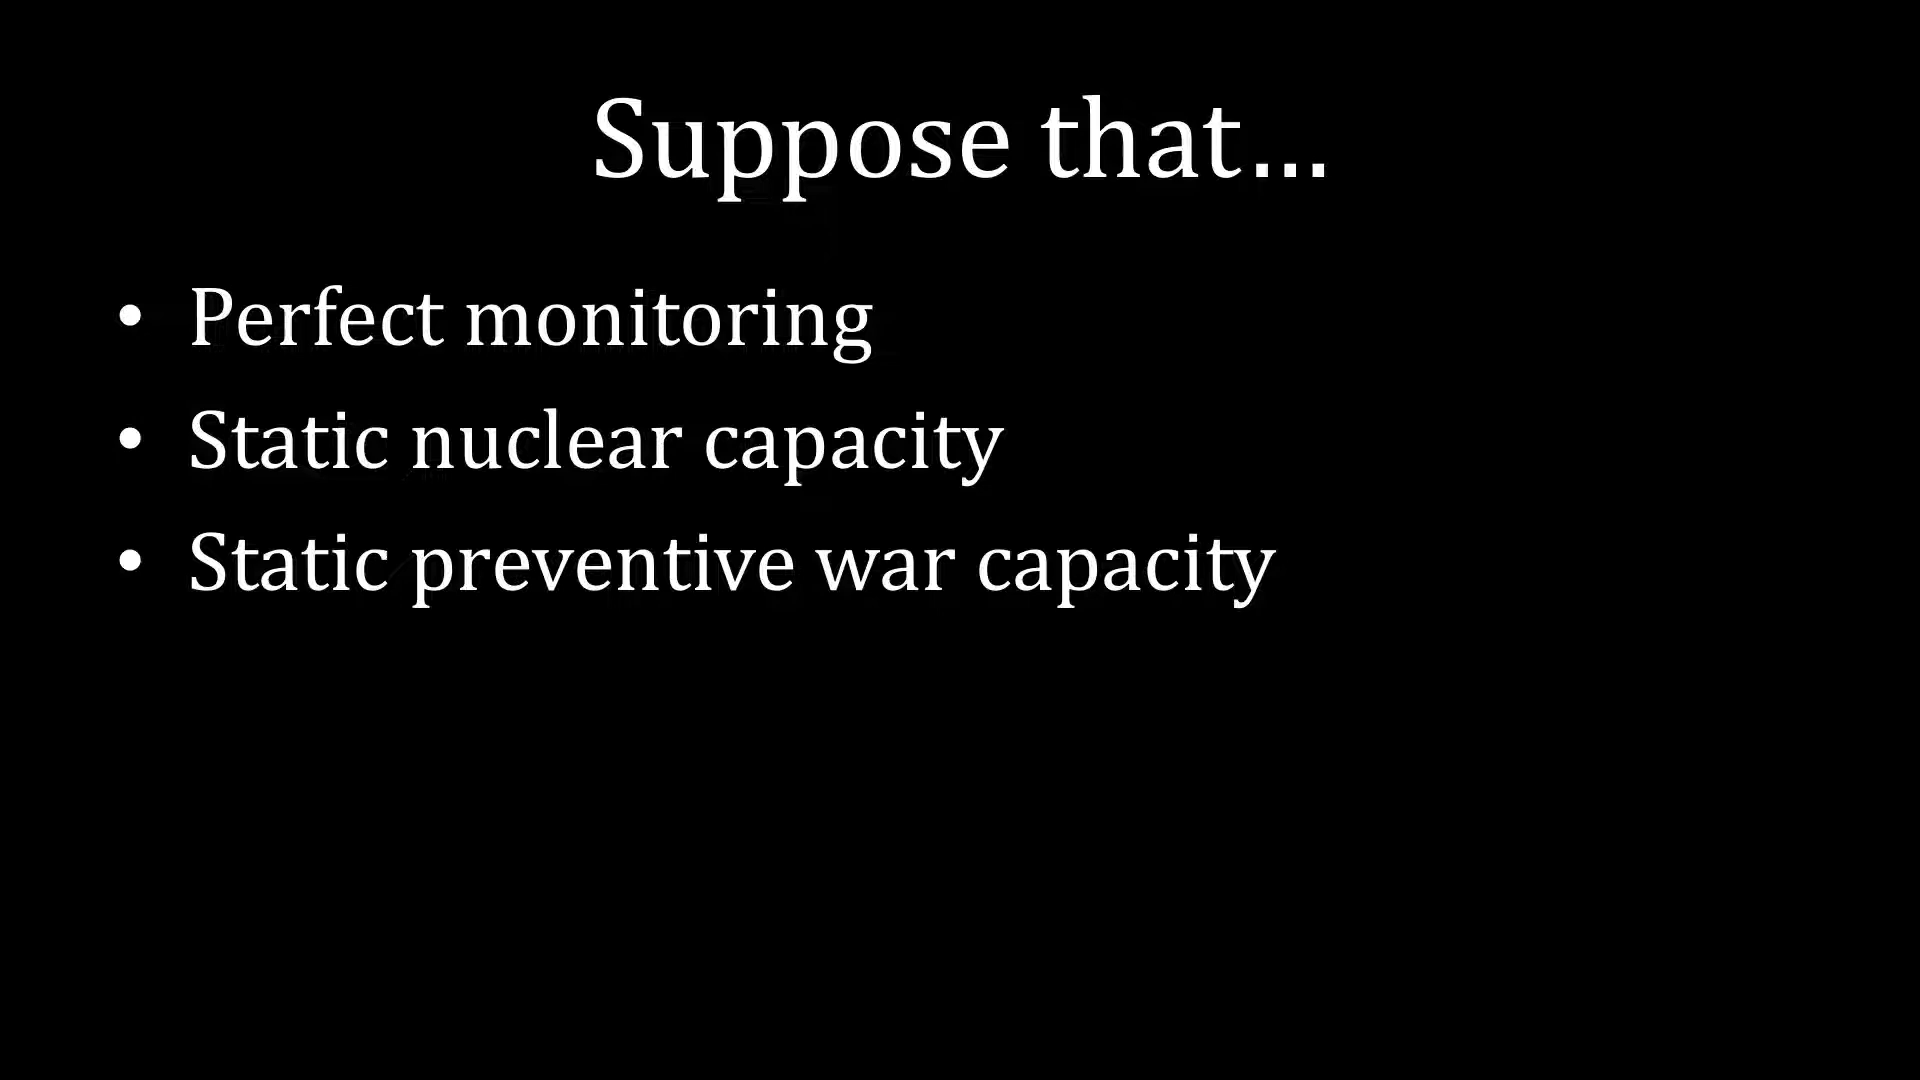 Suppose that…
• Perfect monitoring
• Static nuclear capacity
• Static preventive war capacity